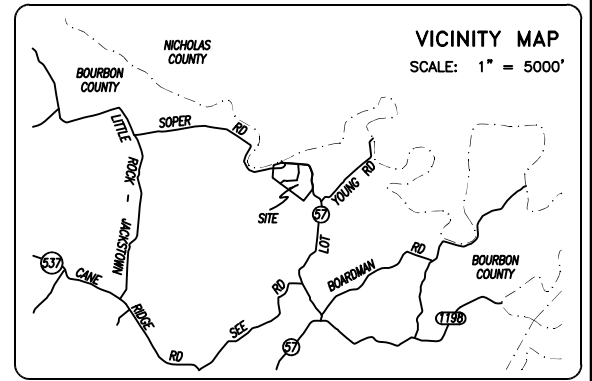 VICINITY MAP
SCALE: 1" = 5000'
NICHOLAS
COUNTY
BOURBON
COUNTY
LITTLE ROCK - JACKSTOWN
SOPER RD
SITE
YOUNG RD
57
LOT
537
CANE RIDGE RD
SEE RD
BOARDMAN RD
BOURBON
COUNTY
1198
57